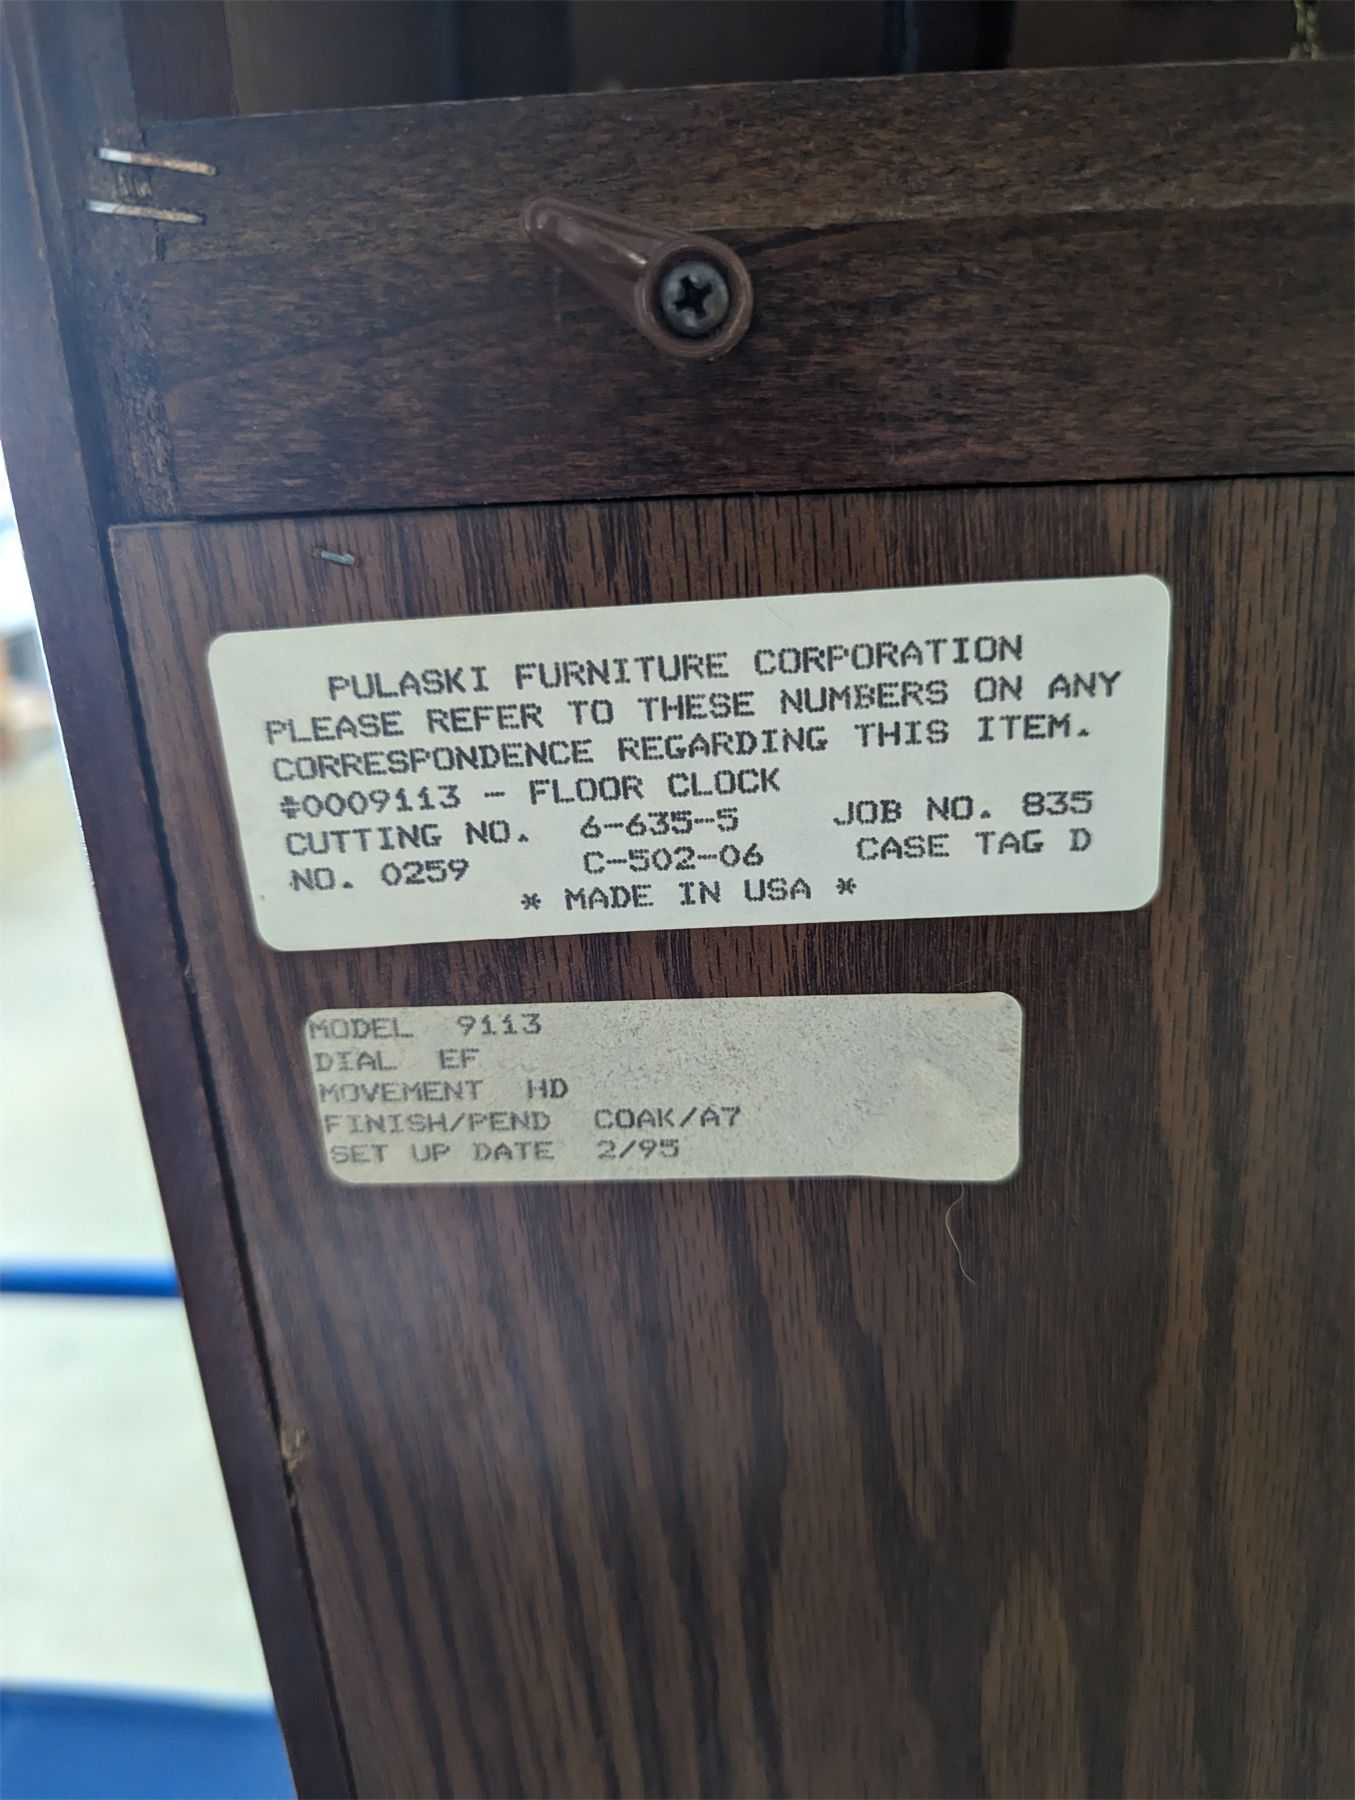 PULASKI FURNITURE CORPORATION
PLEASE REFER TO THESE NUMBERS ON ANY
CORRESPONDENCE REGARDING THIS ITEM.
#0009113 - FLOOR CLOCK
CUTTING NO. 6-635-5 JOB NO. 835
NO. 0259 C-502-06 CASE TAG D
* MADE IN USA *
MODEL 9113
DIAL EF
MOVEMENT HD
FINISH/PEND COAK/A7
SET UP DATE 2/95